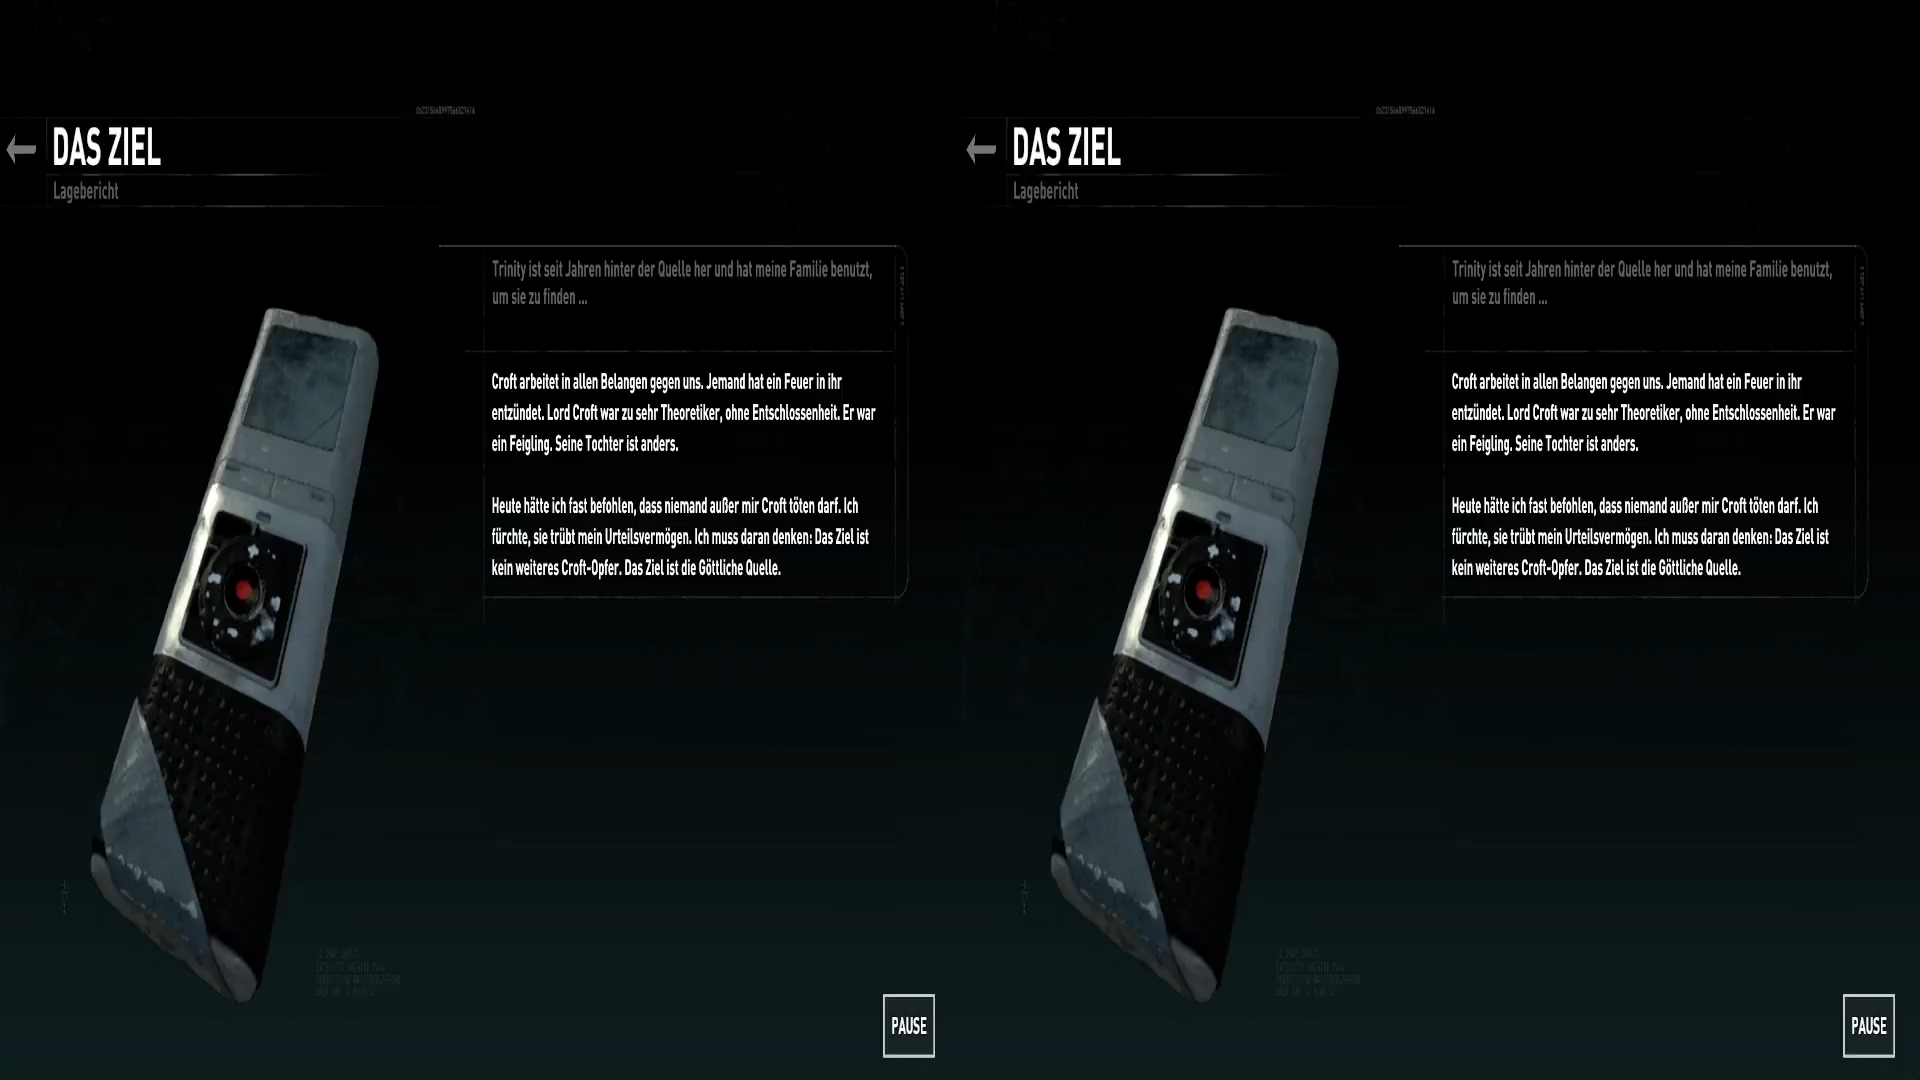 DAS ZIEL
Lagebericht
Trinity ist seit Jahren hinter der Quelle her und hat meine Familie benutzt,
um sie zu finden ...
Croft arbeitet in allen Belangen gegen uns. Jemand hat ein Feuer in ihr
entzündet. Lord Croft war zu sehr Theoretiker, ohne Entschlossenheit. Er war
ein Feigling. Seine Tochter ist anders.
Heute hätte ich fast befohlen, dass niemand außer mir Croft töten darf. Ich
fürchte, sie trübt mein Urteilsvermögen. Ich muss daran denken: Das Ziel ist
kein weiteres Croft-Opfer. Das Ziel ist die Göttliche Quelle.
PAUSE
DAS ZIEL
Lagebericht
Trinity ist seit Jahren hinter der Quelle her und hat meine Familie benutzt,
um sie zu finden ...
Croft arbeitet in allen Belangen gegen uns. Jemand hat ein Feuer in ihr
entzündet. Lord Croft war zu sehr Theoretiker, ohne Entschlossenheit. Er war
ein Feigling. Seine Tochter ist anders.
Heute hätte ich fast befohlen, dass niemand außer mir Croft töten darf. Ich
fürchte, sie trübt mein Urteilsvermögen. Ich muss daran denken: Das Ziel ist
kein weiteres Croft-Opfer. Das Ziel ist die Göttliche Quelle.
PAUSE